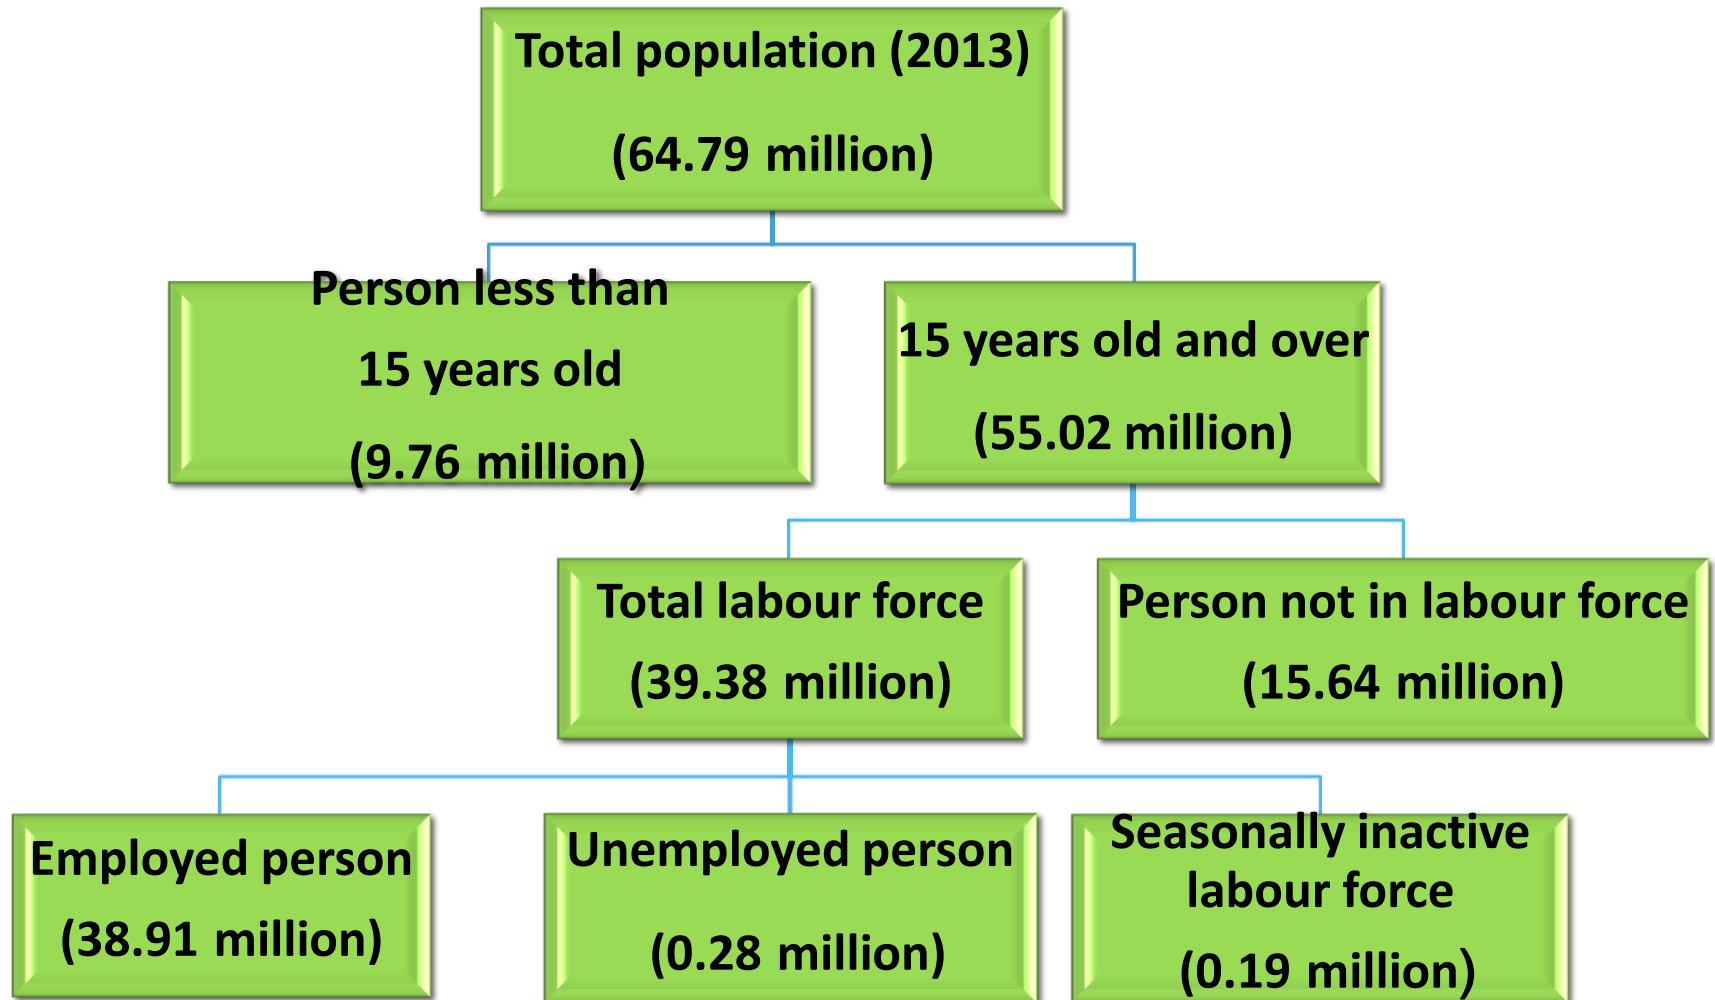 Total population (2013)
(64.79 million)
Person less than
15 years old
(9.76 million)
15 years old and over
(55.02 million)
Total labour force
(39.38 million)
Person not in labour force
(15.64 million)
Employed person
(38.91 million)
Unemployed person
(0.28 million)
Seasonally inactive
labour force
(0.19 million)